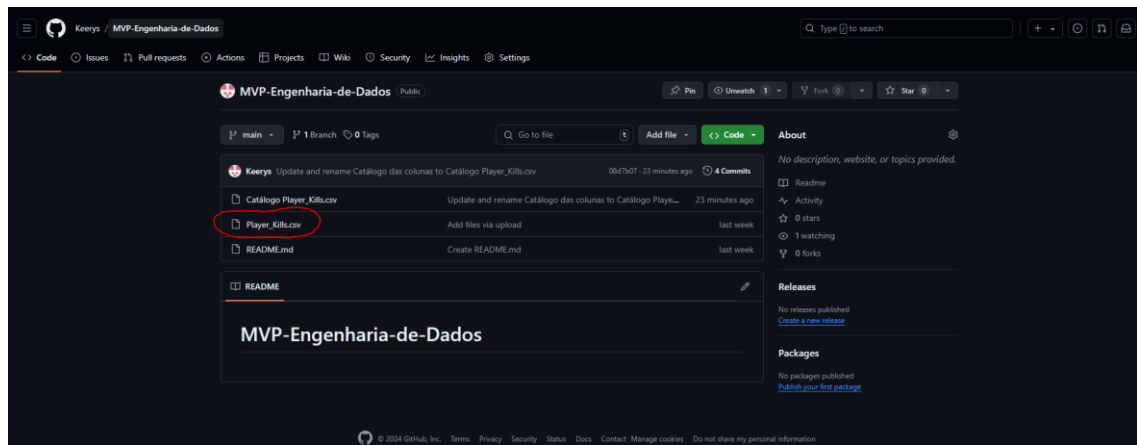 Keerys / MVP-Engenharia-de-Dados
Type / to search
Code Issues Pull requests Actions Projects Wiki Security Insights Settings
MVP-Engenharia-de-Dados Public
Pin Unwatch 1 Fork 0 Star 0
main 1 Branch 0 Tags
Go to file t Add file Code
About
No description, website, or topics provided.
Keerys Update and rename Catálogo das colunas to Catálogo Player_Kills.csv 08d7b07 · 23 minutes ago 4 Commits
Readme
Catálogo Player_Kills.csv Update and rename Catálogo das colunas to Catálogo Playe... 23 minutes ago
Activity
0 stars
Player_Kills.csv Add files via upload last week
1 watching
README.md Create README.md last week
0 forks
README
Releases
No releases published
Create a new release
MVP-Engenharia-de-Dados
Packages
No packages published
Publish your first package
© 2024 GitHub, Inc. Terms Privacy Security Status Docs Contact Manage cookies Do not share my personal information